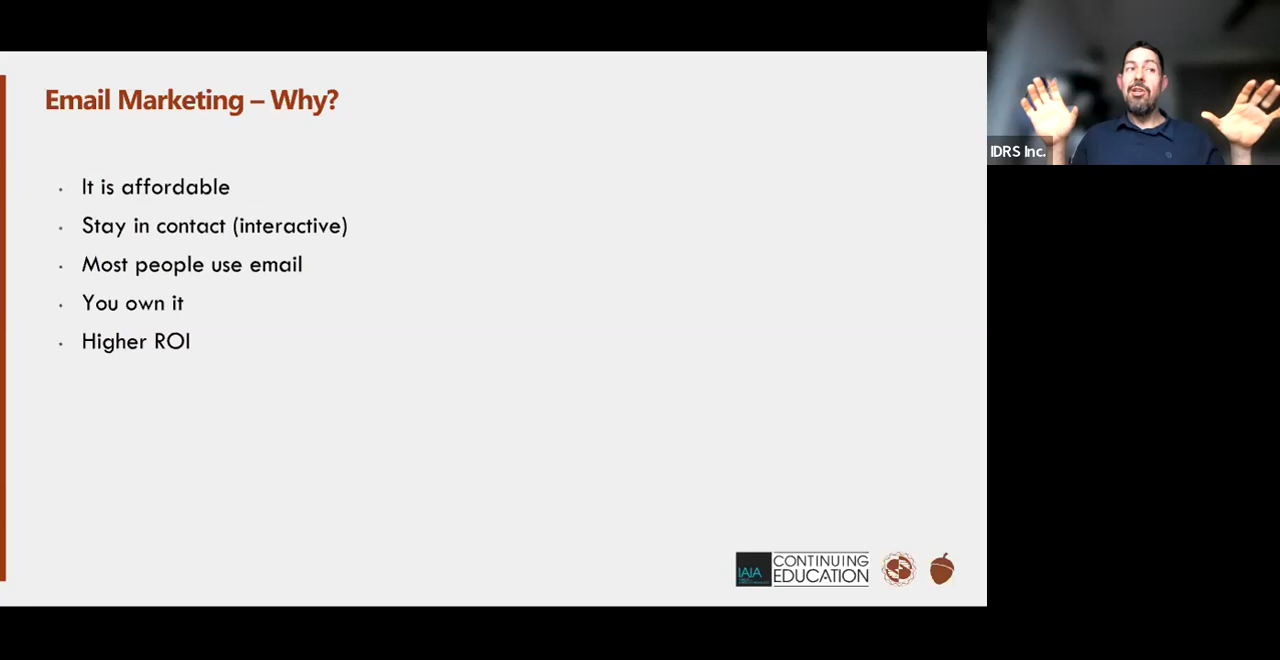 Email Marketing – Why?
• It is affordable
• Stay in contact (interactive)
• Most people use email
• You own it
• Higher ROI
IDRS Inc.
IAIA
CONTINUING
EDUCATION